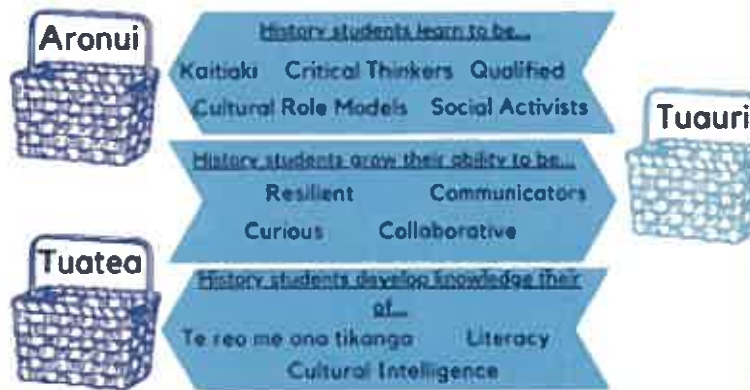 Aronui
History students learn to be...
Kaitiaki Critical Thinkers Qualified
Cultural Role Models Social Activists
Tuauri
History students grow their ability to be...
Resilient Communicators
Curious Collaborative
Tuatea
History students develop knowledge their
of...
Te reo me ona tikanga Literacy
Cultural Intelligence